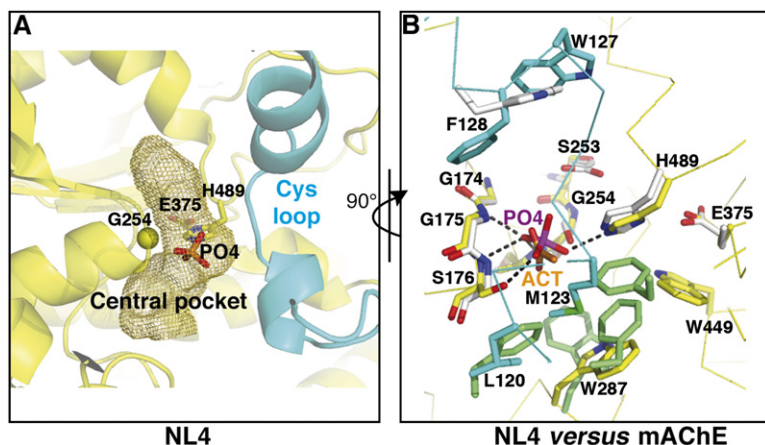 A
H489
E375
G254
Cys
loop
PO4
Central pocket
NL4
90°
B
W127
F128
S253
H489
G174
G254
E375
G175
PO4
S176
ACT
M123
W449
L120
W287
NL4 versus mAChE